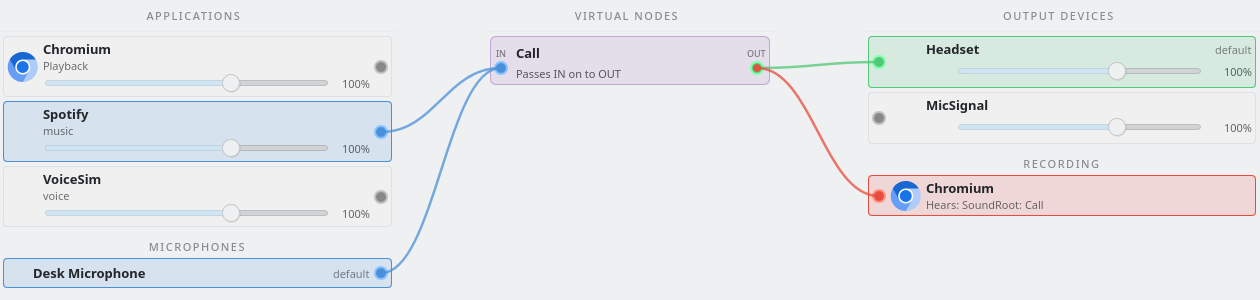 APPLICATIONS
Chromium
Playback
100%
Spotify
music
100%
VoiceSim
voice
100%
MICROPHONES
Desk Microphone default
VIRTUAL NODES
IN Call OUT
Passes IN on to OUT
OUTPUT DEVICES
Headset default
100%
MicSignal
100%
RECORDING
Chromium
Hears: SoundRoot: Call